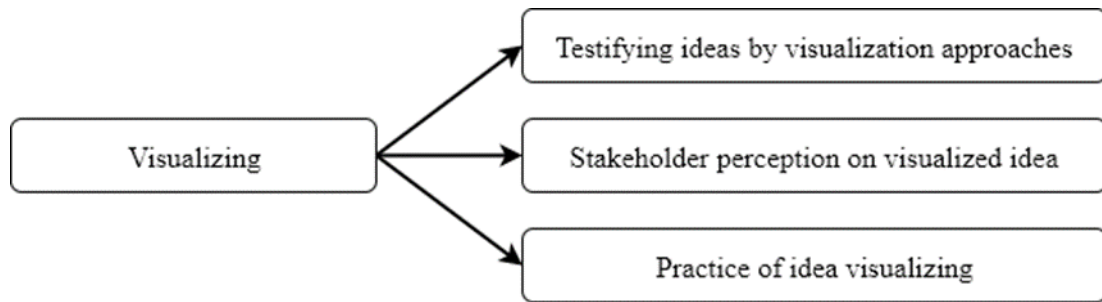 Testifying ideas by visualization approaches
Visualizing
Stakeholder perception on visualized idea
Practice of idea visualizing